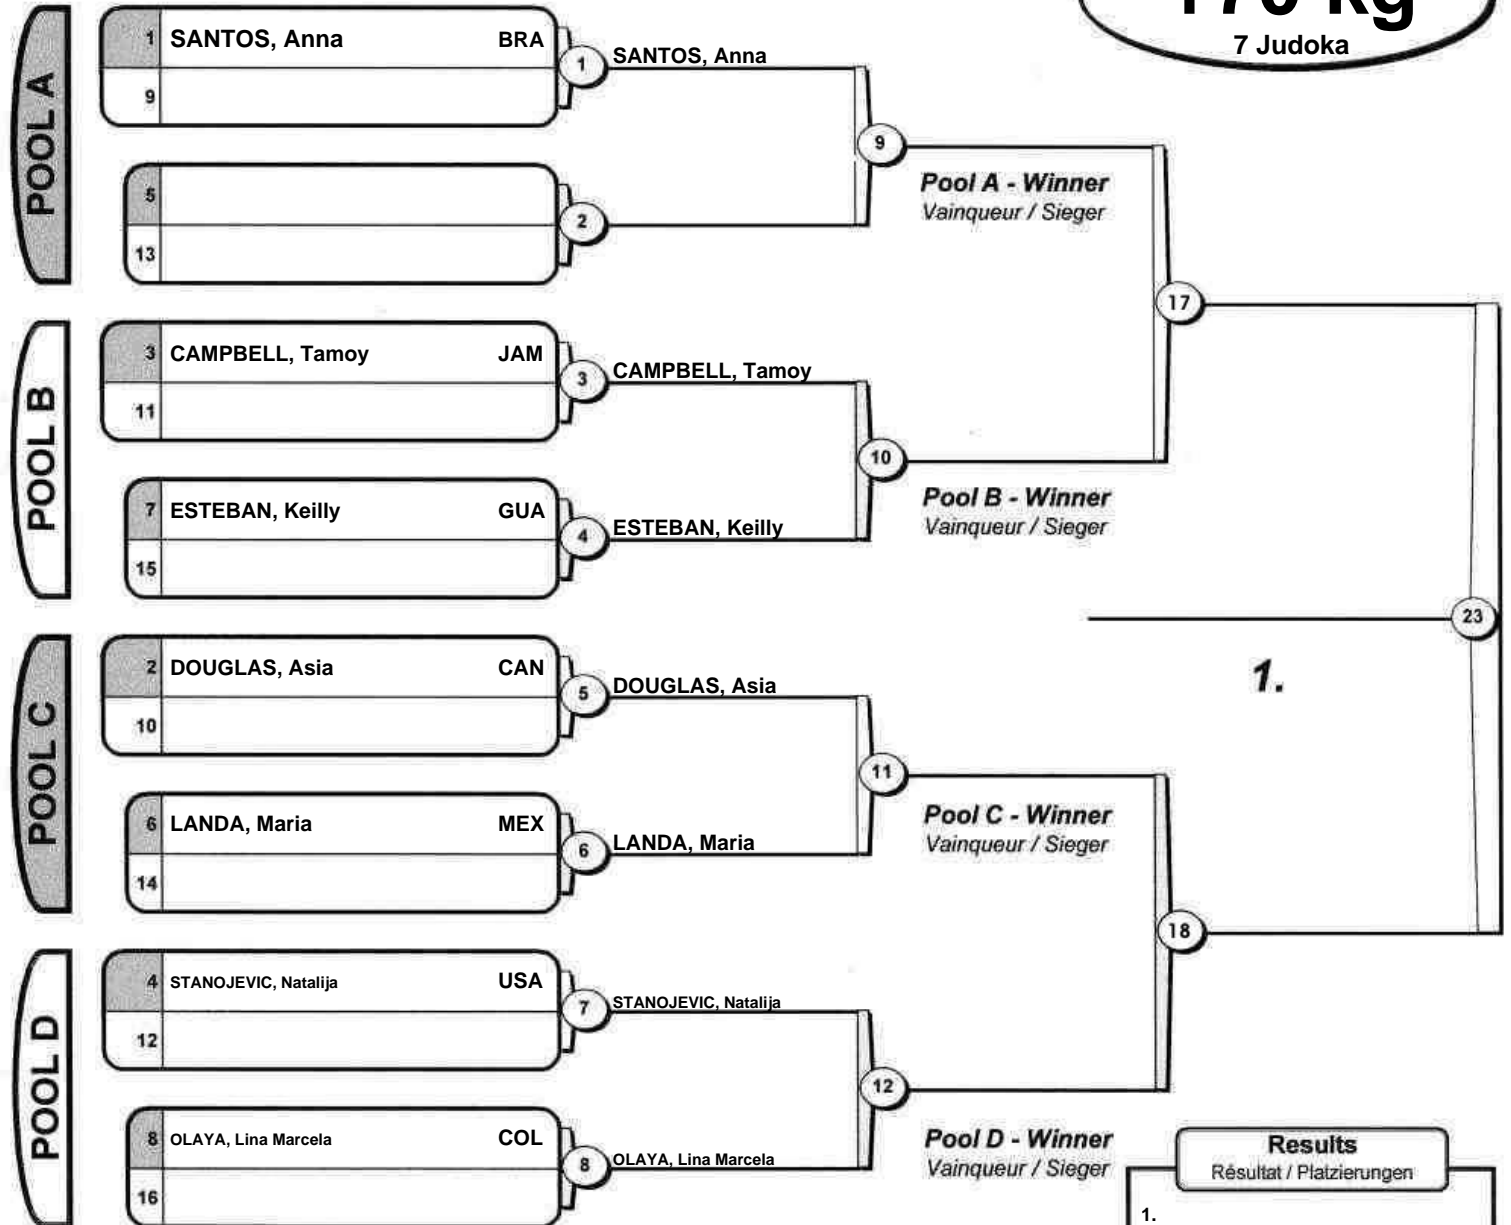 7 Judoka
POOL A
1 SANTOS, Anna BRA
9
1
SANTOS, Anna
5
13
2
9
Pool A - Winner
Vainqueur / Sieger
POOL B
3 CAMPBELL, Tamoy JAM
11
3
CAMPBELL, Tamoy
7 ESTEBAN, Keilly GUA
15
4
ESTEBAN, Keilly
10
Pool B - Winner
Vainqueur / Sieger
17
POOL C
2 DOUGLAS, Asia CAN
10
5
DOUGLAS, Asia
6 LANDA, Maria MEX
14
6
LANDA, Maria
11
Pool C - Winner
Vainqueur / Sieger
23
1.
POOL D
4 STANOJEVIC, Natalija USA
12
7
STANOJEVIC, Natalija
8 OLAYA, Lina Marcela COL
16
8
OLAYA, Lina Marcela
12
Pool D - Winner
Vainqueur / Sieger
18
Results
Résultat / Platzierungen
1.